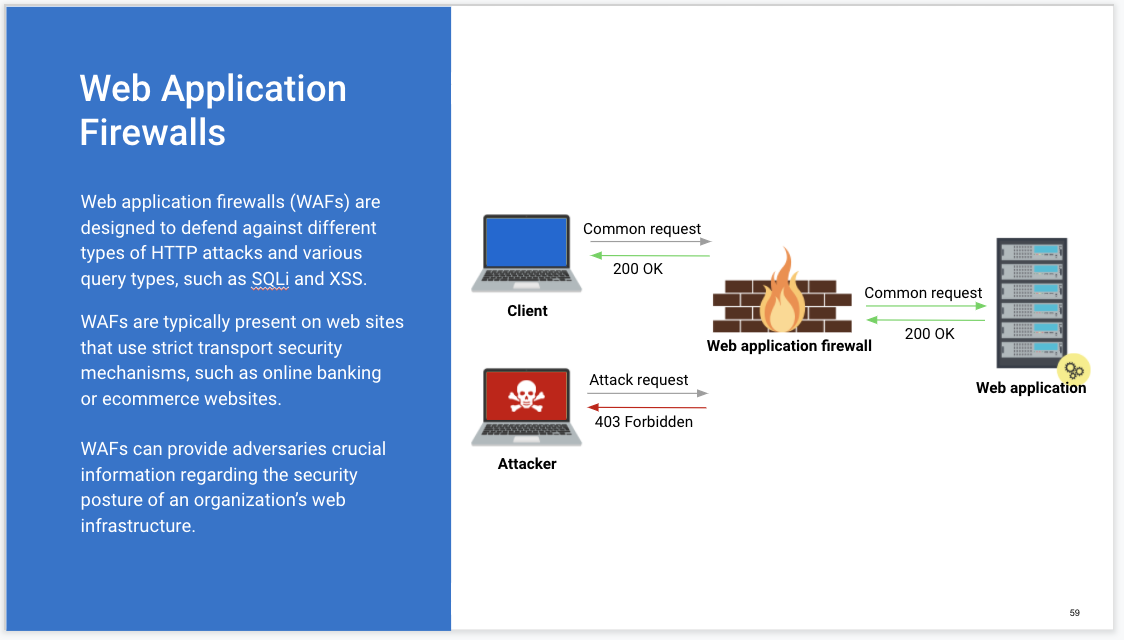 Web Application
Firewalls
Web application firewalls (WAFs) are
designed to defend against different
types of HTTP attacks and various
query types, such as SQLi and XSS.
WAFs are typically present on web sites
that use strict transport security
mechanisms, such as online banking
or ecommerce websites.
WAFs can provide adversaries crucial
information regarding the security
posture of an organization’s web
infrastructure.
Common request
200 OK
Client
Common request
200 OK
Web application firewall
Web application
Attack request
403 Forbidden
Attacker
59